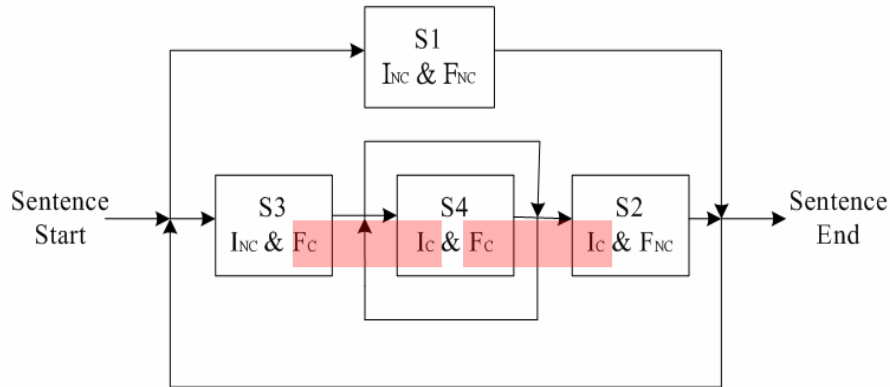 S1
INC & FNC
Sentence
Start
S3
INC & FC
S4
IC & FC
S2
IC & FNC
Sentence
End